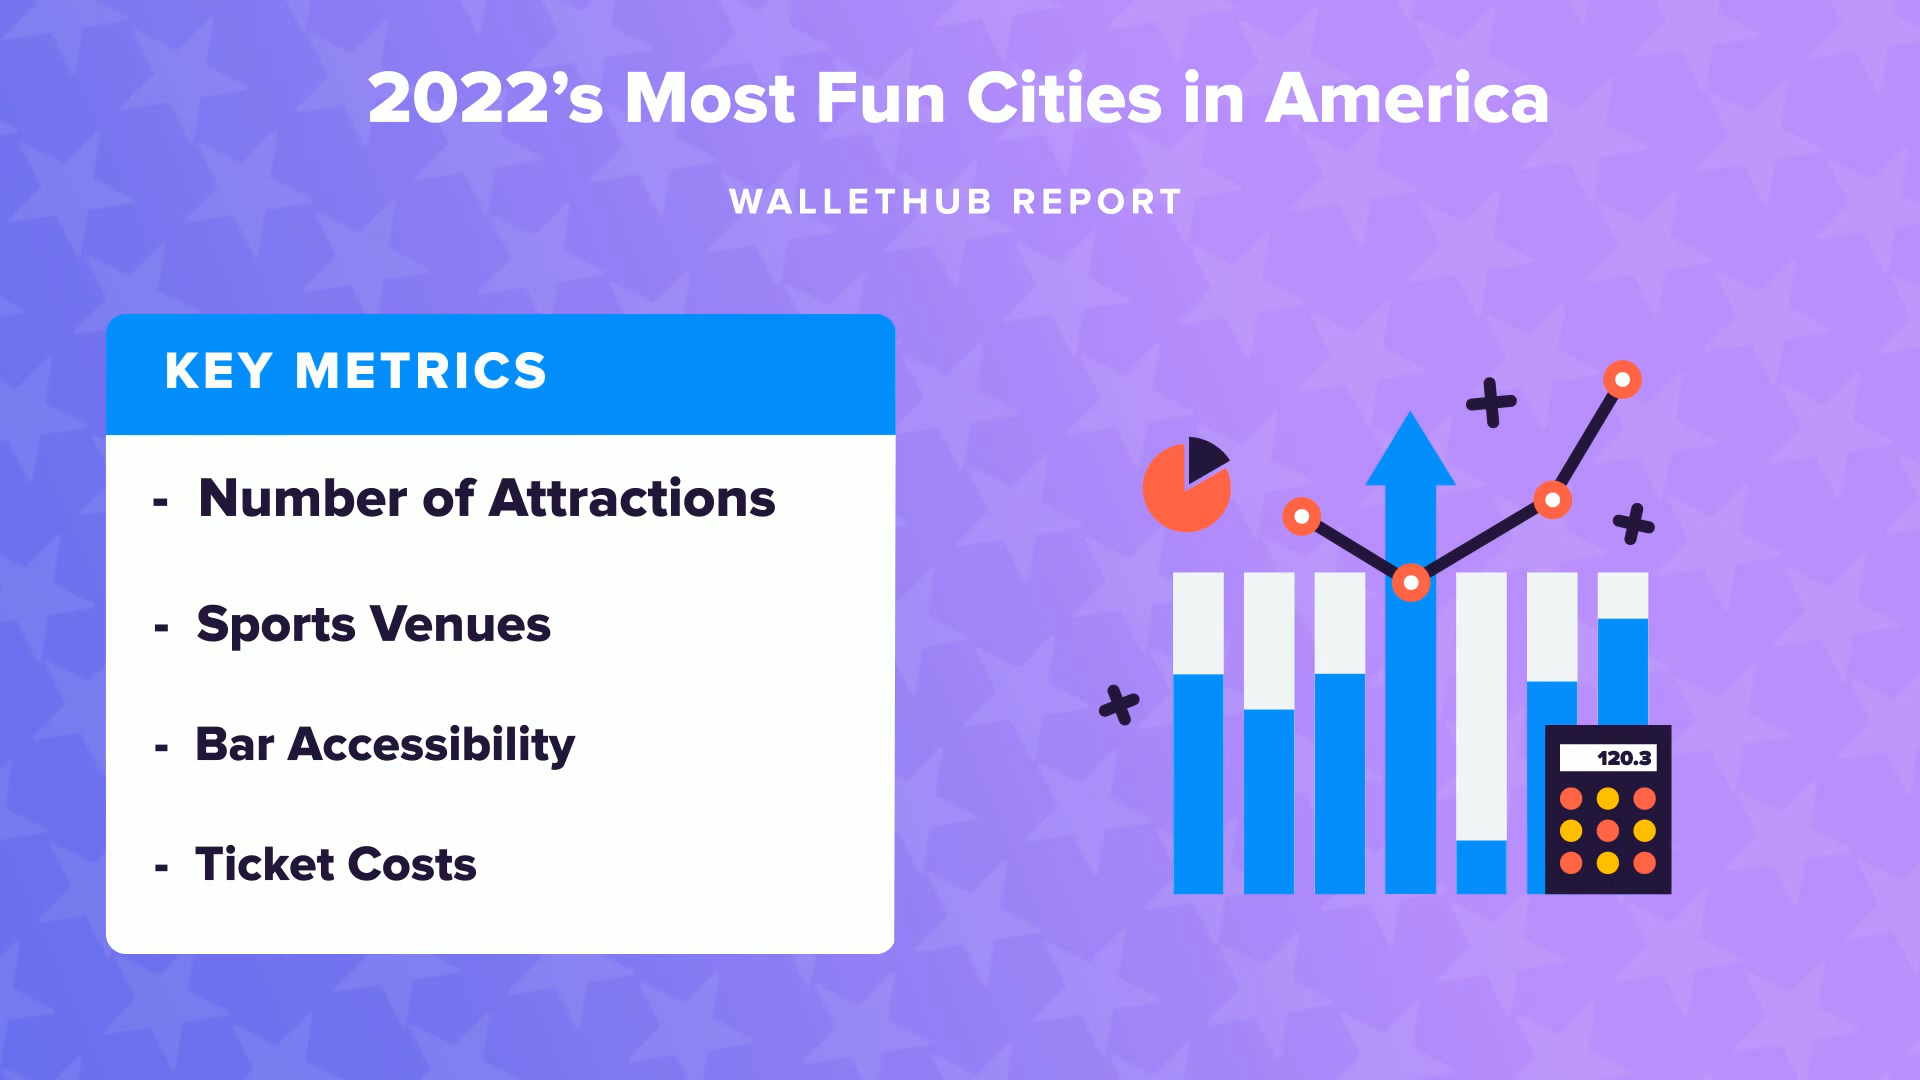 2022’s Most Fun Cities in America
WALLETHUB REPORT
KEY METRICS
- Number of Attractions
- Sports Venues
- Bar Accessibility
- Ticket Costs
120.3